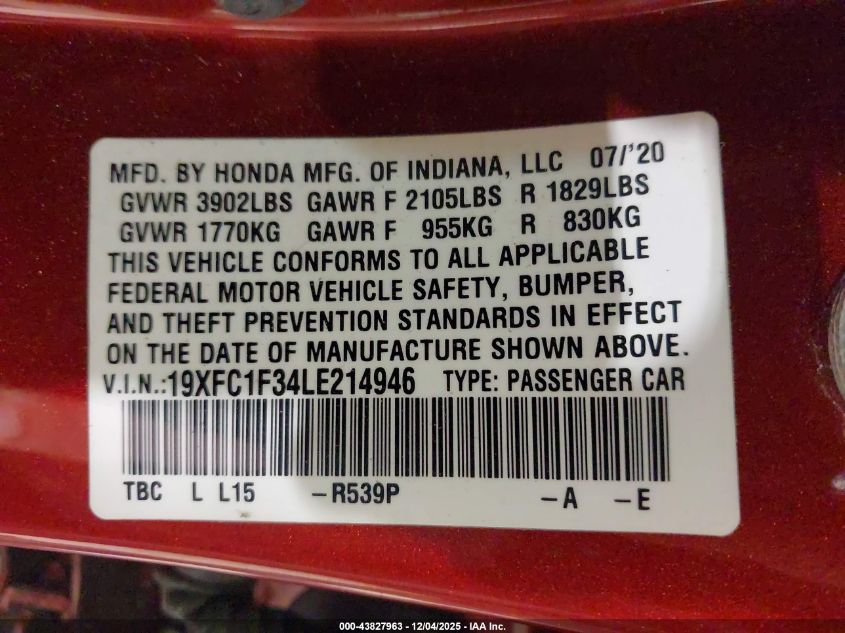 MFD. BY HONDA MFG. OF INDIANA, LLC 07/'20
GVWR 3902LBS GAWR F 2105LBS R 1829LBS
GVWR 1770KG GAWR F 955KG R 830KG
THIS VEHICLE CONFORMS TO ALL APPLICABLE
FEDERAL MOTOR VEHICLE SAFETY, BUMPER,
AND THEFT PREVENTION STANDARDS IN EFFECT
ON THE DATE OF MANUFACTURE SHOWN ABOVE.
V.I.N.:19XFC1F34LE214946 TYPE: PASSENGER CAR
TBC L L15 –R539P –A –E
000-43827963 – 12/04/2025 – IAA Inc.